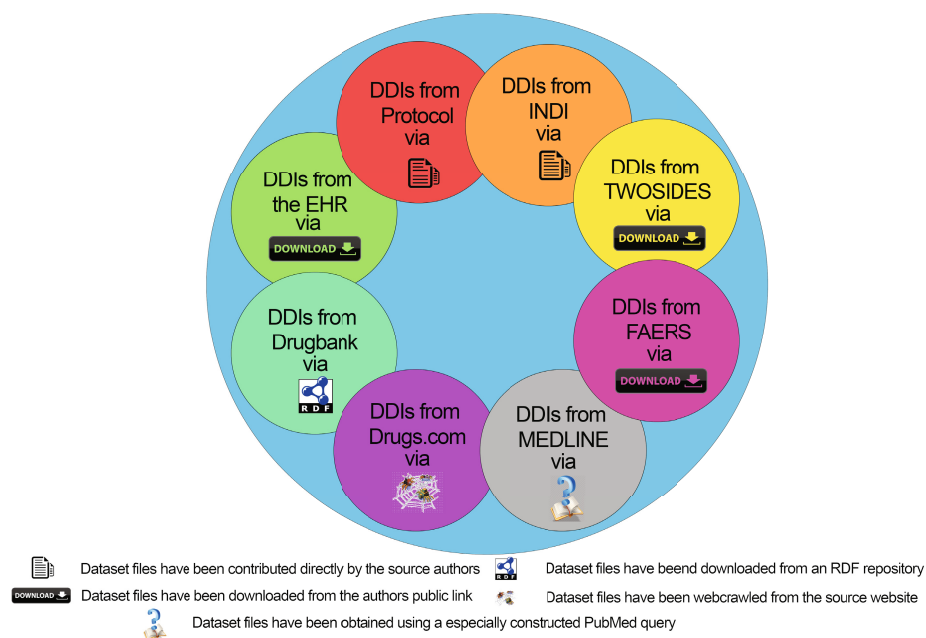 DDIs from
Protocol
via
DDIs from
INDI
via
DDIs from
TWOSIDES
via
DOWNLOAD
DDIs from
FAERS
via
DOWNLOAD
DDIs from
MEDLINE
via
DDIs from
Drugs.com
via
DDIs from
Drugbank
via
RDF
DDIs from
the EHR
via
DOWNLOAD
Dataset files have been contributed directly by the source authors
RDF
Dataset files have beend downloaded from an RDF repository
DOWNLOAD
Dataset files have been downloaded from the authors public link
Dataset files have been webcrawled from the source website
Dataset files have been obtained using a especially constructed PubMed query